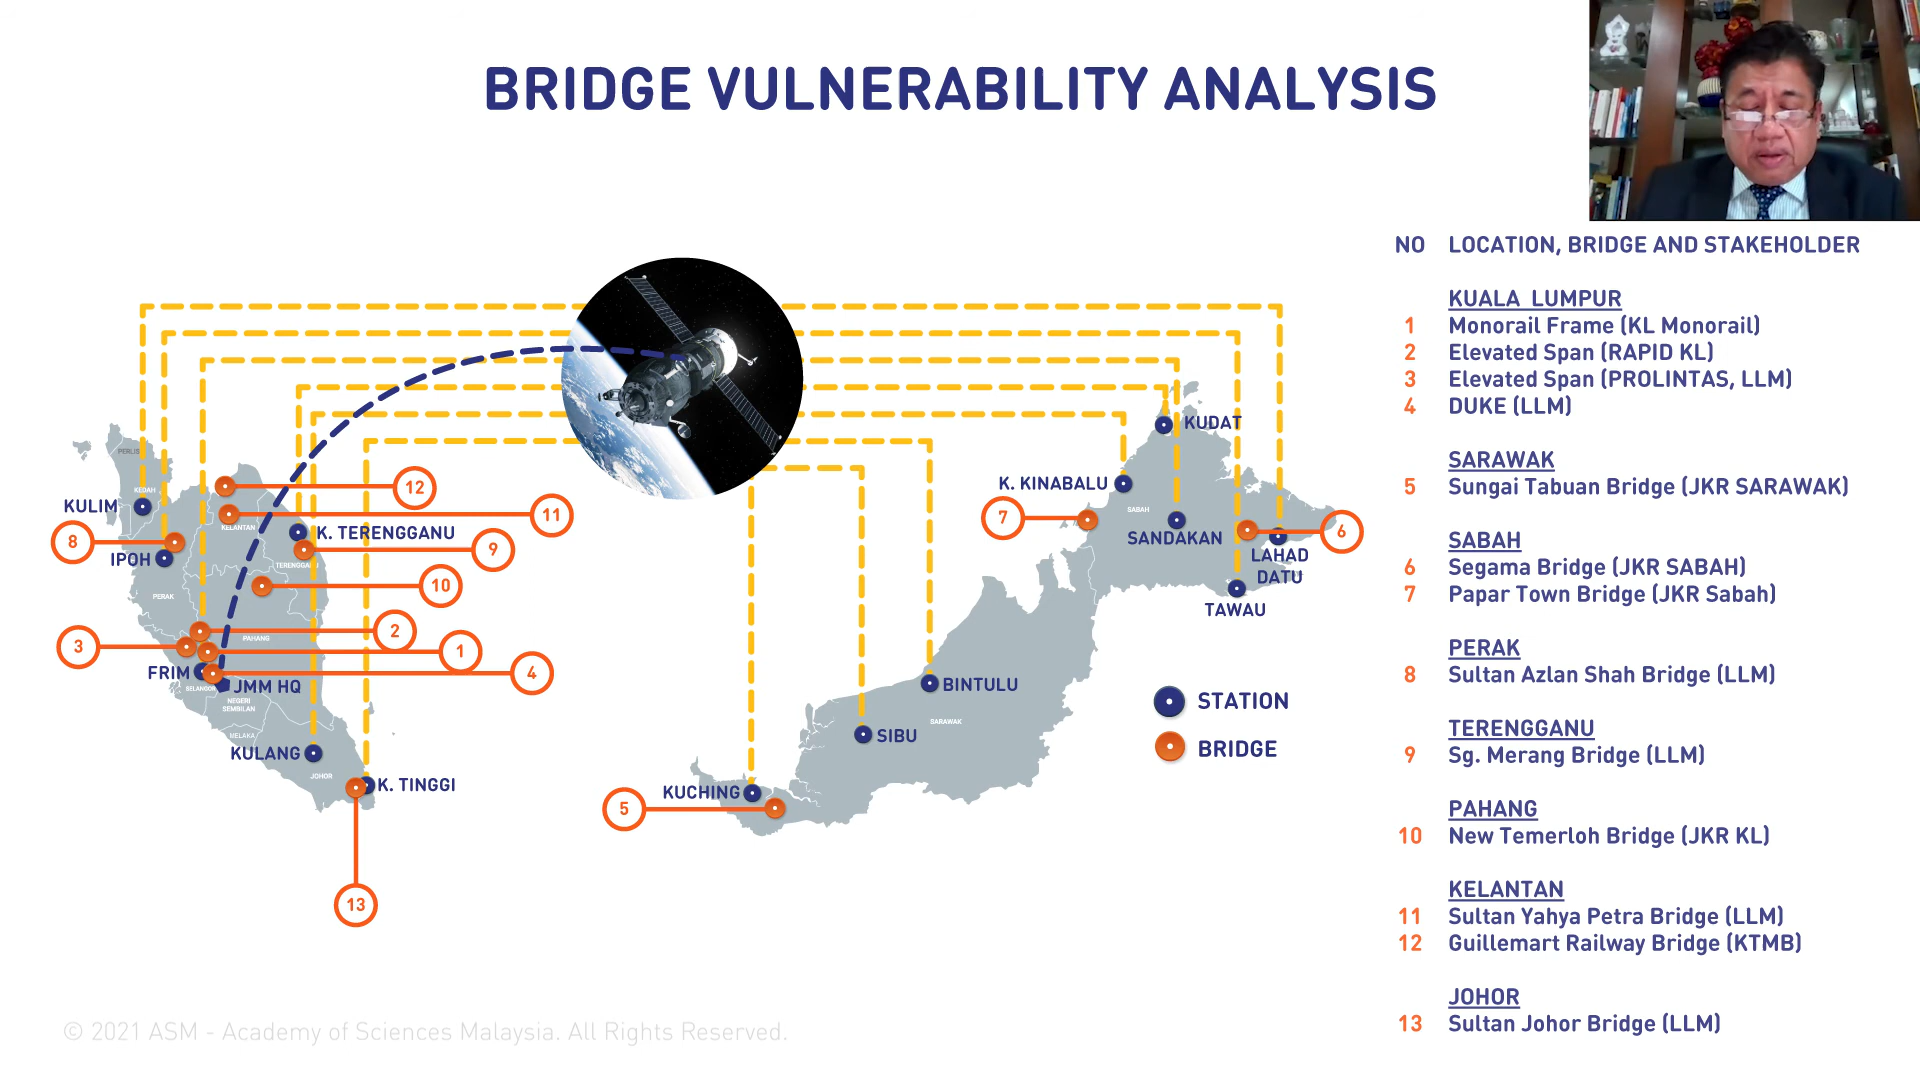 BRIDGE VULNERABILITY ANALYSIS
NO LOCATION, BRIDGE AND STAKEHOLDER
KUALA LUMPUR
1 Monorail Frame (KL Monorail)
2 Elevated Span (RAPID KL)
3 Elevated Span (PROLINTAS, LLM)
4 DUKE (LLM)
SARAWAK
5 Sungai Tabuan Bridge (JKR SARAWAK)
SABAH
6 Segama Bridge (JKR SABAH)
7 Papar Town Bridge (JKR Sabah)
PERAK
8 Sultan Azlan Shah Bridge (LLM)
TERENGGANU
9 Sg. Merang Bridge (LLM)
PAHANG
10 New Temerloh Bridge (JKR KL)
KELANTAN
11 Sultan Yahya Petra Bridge (LLM)
12 Guillemart Railway Bridge (KTMB)
JOHOR
13 Sultan Johor Bridge (LLM)
PERLIS
KEDAH
KULIM
12
11
KELANTAN
K. TERENGGANU
8
9
IPOH
TERENGGANU
10
PERAK
2
PAHANG
3
1
FRIM
4
JMM HQ
SELANGOR
NEGERI
SEMBILAN
MELAKA
KULANG
JOHOR
K. TINGGI
13
KUDAT
K. KINABALU
SABAH
7
6
SANDAKAN
LAHAD
DATU
TAWAU
BINTULU
SARAWAK
SIBU
KUCHING
5
STATION
BRIDGE
© 2021 ASM - Academy of Sciences Malaysia. All Rights Reserved.